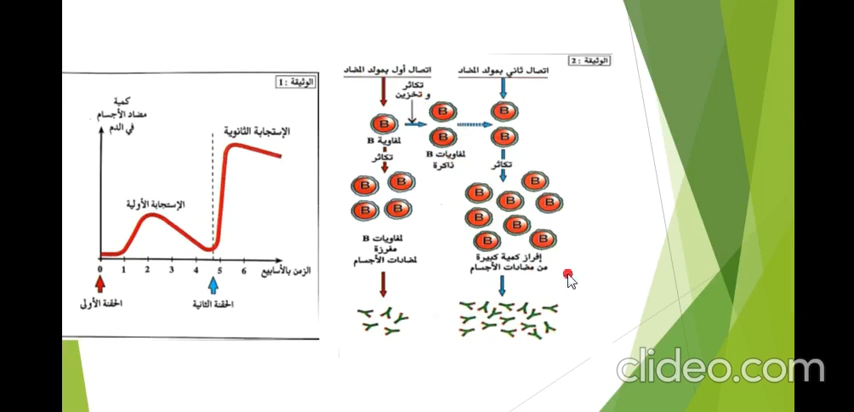 الوثيقة : 1
كمية
مضاد الأجسام
في الدم
الإستجابة الثانوية
الإستجابة الأولية
0 1 2 3 4 5 6 الزمن بالأسابيع
الحقنة الأولى
الحقنة الثانية
الوثيقة : 2
اتصال أول بمولد المضاد
اتصال ثاني بمولد المضاد
تكاثر
و تخزين
B B B
B B
لمفاوية B
لمفاويات B
ذاكرة
تكاثر
تكاثر
B B
B B
B
B B B
B B
B B
لمفاويات B
مفرزة
لمضادات الأجسام
إفراز كمية كبيرة
من مضادات الأجسام
clideo.com